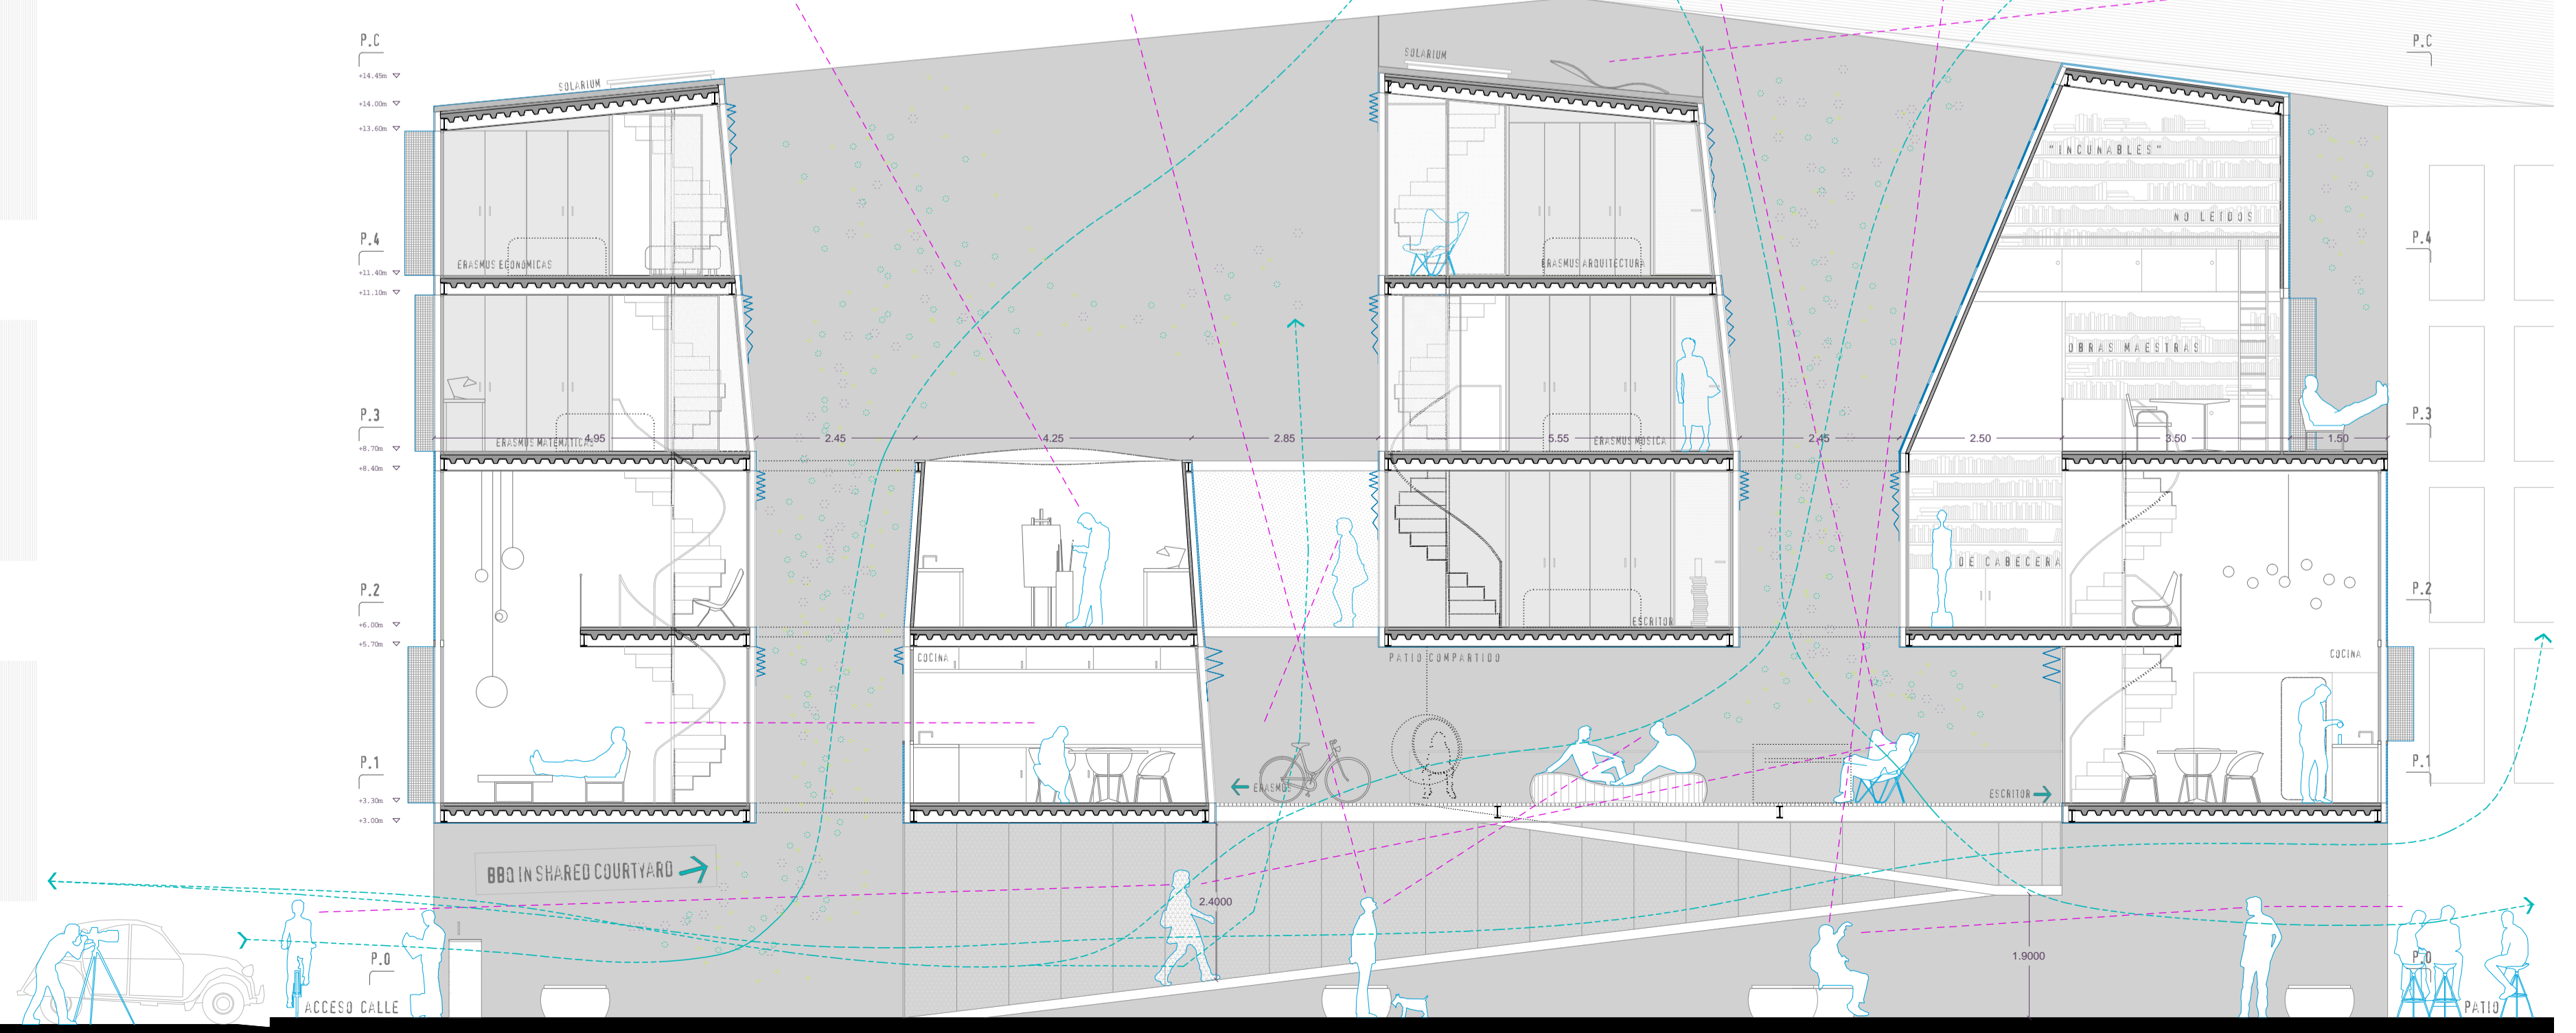 P.C
+14.45m
+14.00m
+13.60m
P.4
+11.40m
+11.10m
P.3
+8.70m
+8.40m
P.2
+6.00m
+5.70m
P.1
+3.30m
+3.00m
P.0
ACCESO CALLE
SOLARIUM
ERASMUS ECONOMICAS
ERASMUS MATEMATICAS
4.95
2.45
4.25
2.85
5.55
2.45
2.50
3.50
1.50
COCINA
BBQ IN SHARED COURTYARD
SOLARIUM
ERASMUS ARQUITECTURA
ERASMUS MUSICA
ESCRITOR
PATIO COMPARTIDO
ERASMUS
ESCRITOR
2.4000
1.9000
"INCUNABLES"
NO LEIDOS
OBRAS MAESTRAS
DE CABECERA
COCINA
P.C
P.4
P.3
P.2
P.1
P.0
PATIO